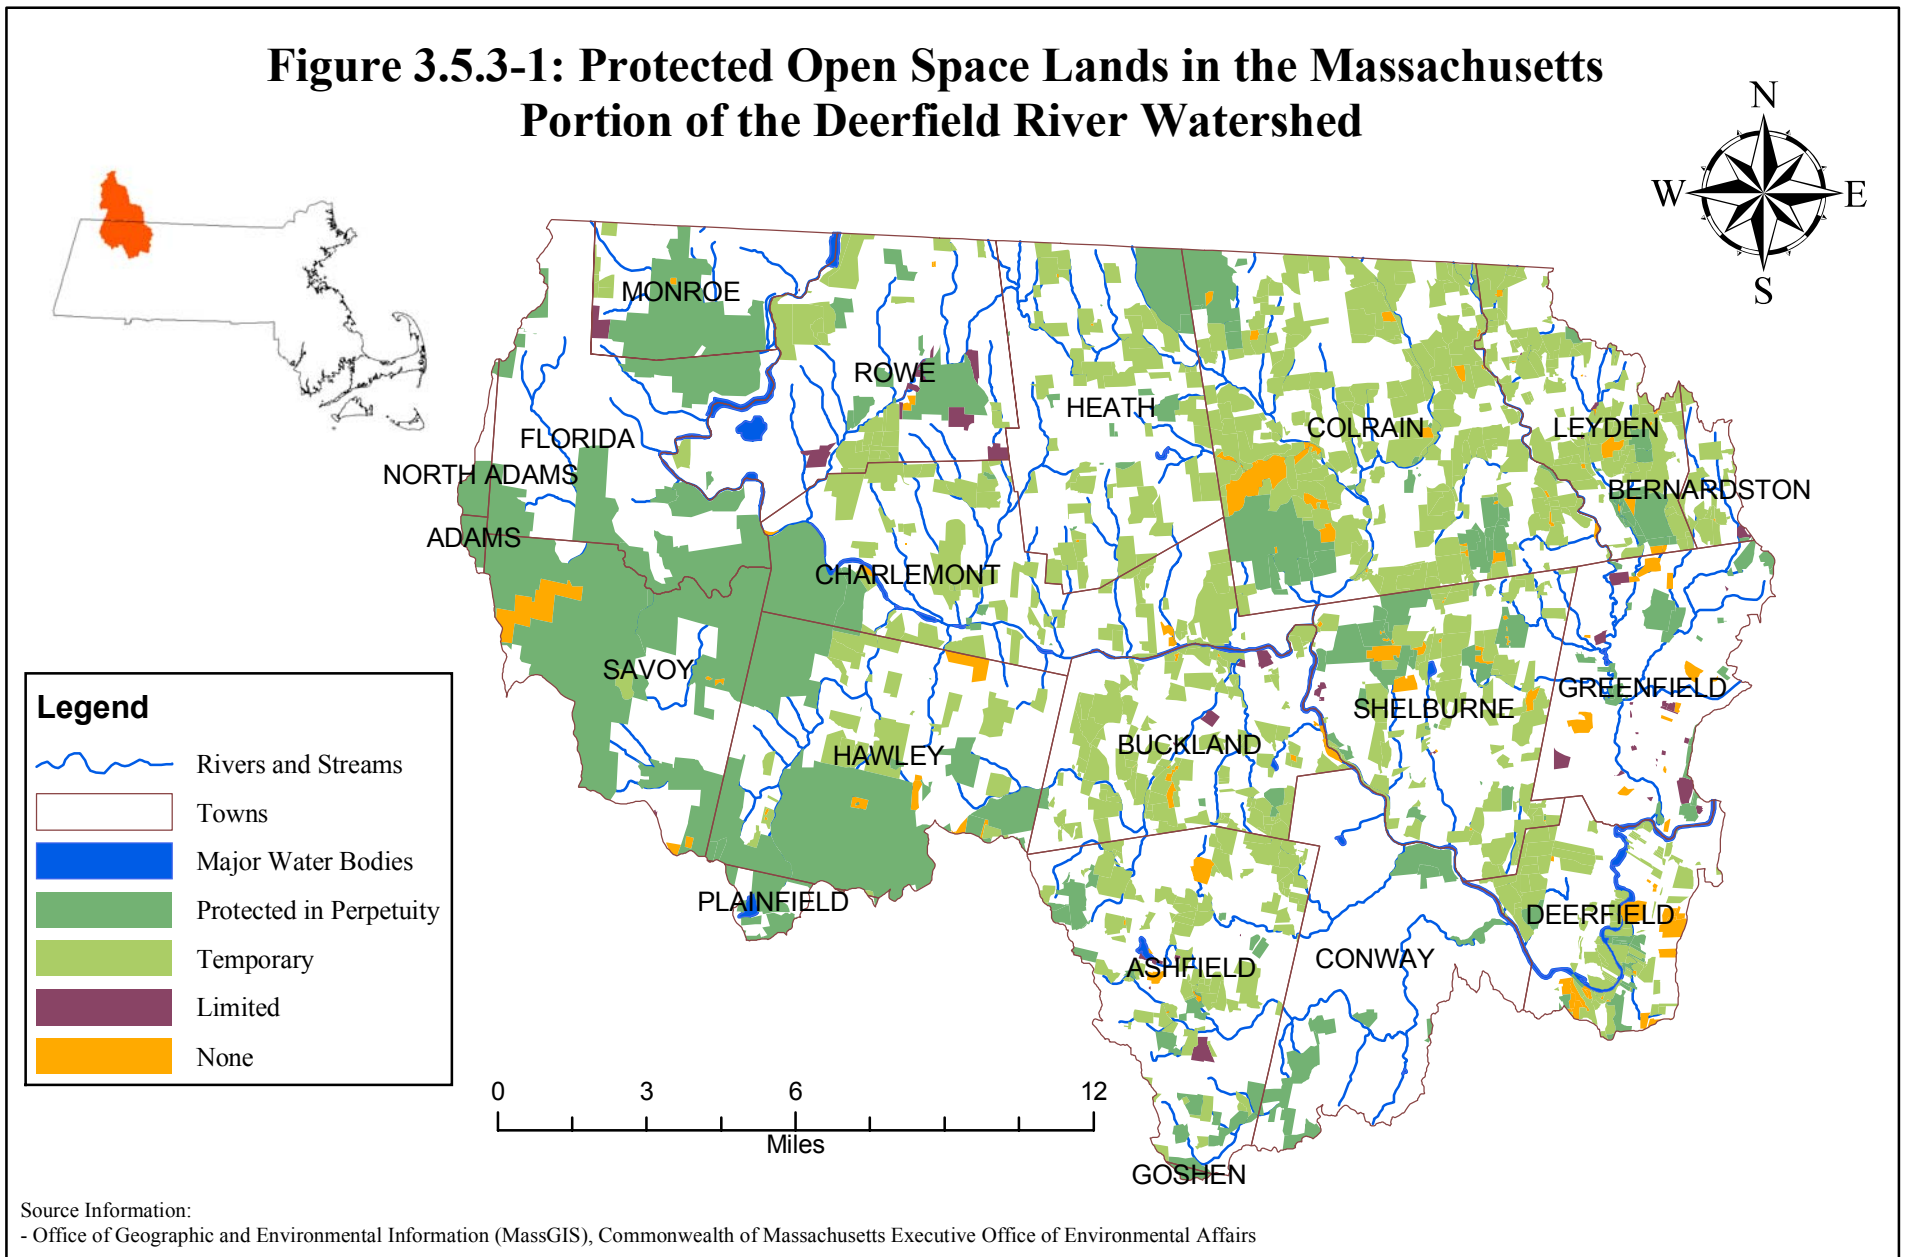 Figure 3.5.3-1: Protected Open Space Lands in the Massachusetts
Portion of the Deerfield River Watershed
N
W
E
S
MONROE
ROWE
HEATH
FLORIDA
COLRAIN
LEYDEN
NORTH ADAMS
BERNARDSTON
ADAMS
CHARLEMONT
SAVOY
GREENFIELD
SHELBURNE
BUCKLAND
HAWLEY
PLAINFIELD
DEERFIELD
CONWAY
ASHFIELD
GOSHEN
Legend
Rivers and Streams
Towns
Major Water Bodies
Protected in Perpetuity
Temporary
Limited
None
0 3 6 12
Miles
Source Information:
- Office of Geographic and Environmental Information (MassGIS), Commonwealth of Massachusetts Executive Office of Environmental Affairs